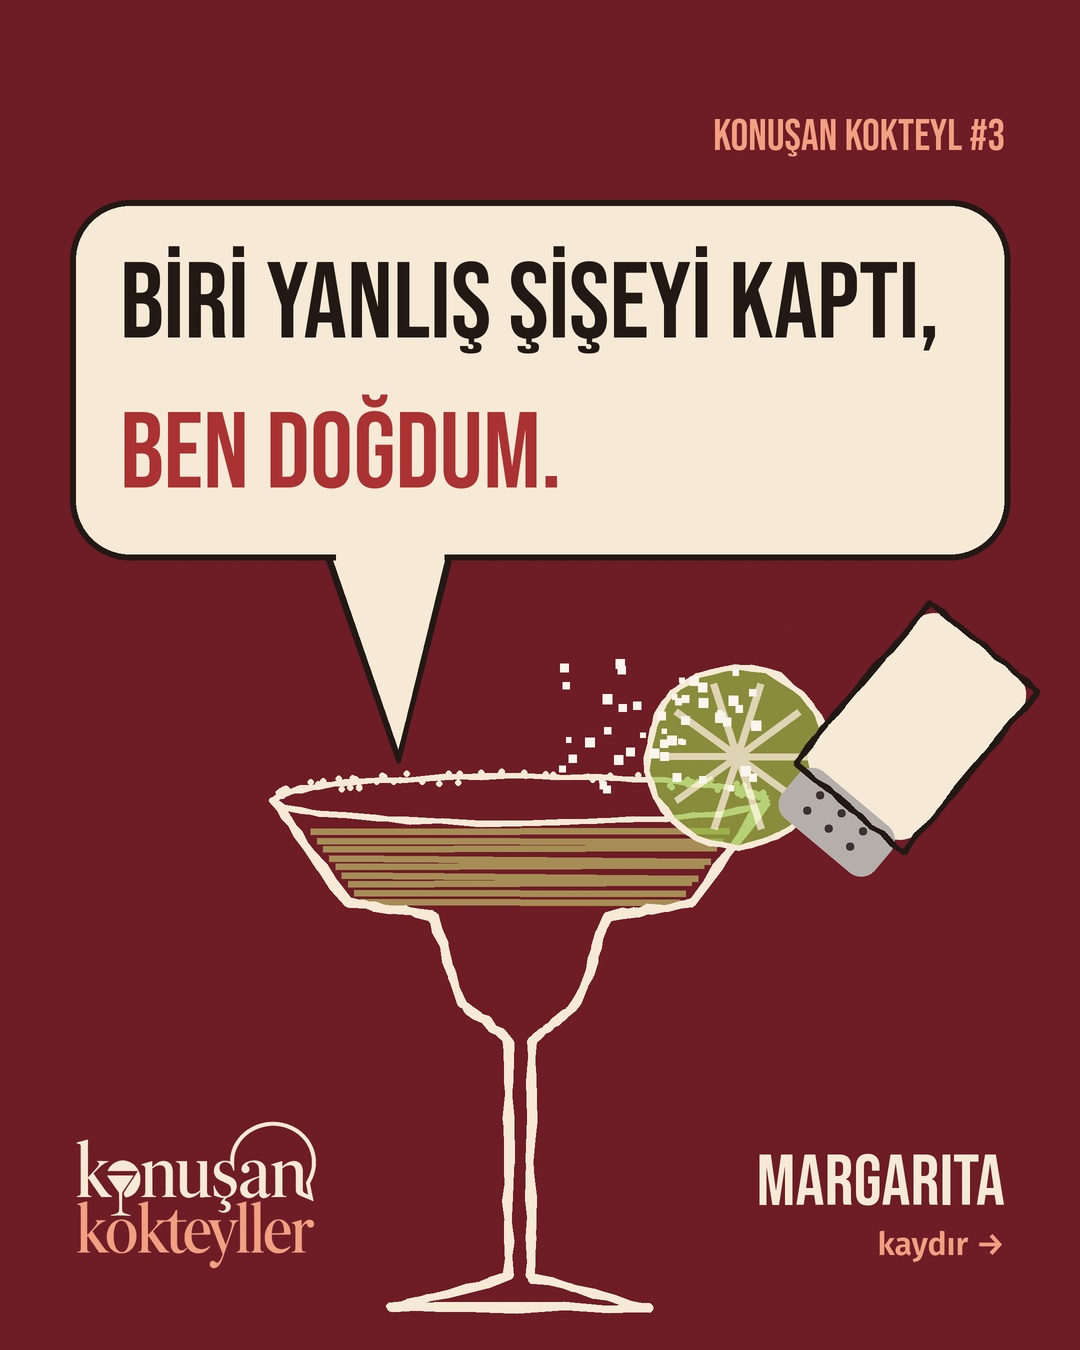 KONUŞAN KOKTEYL #3
BİRİ YANLIŞ ŞİŞEYİ KAPTI,
BEN DOĞDUM.
konuşan
kokteyller
MARGARITA
kaydır →